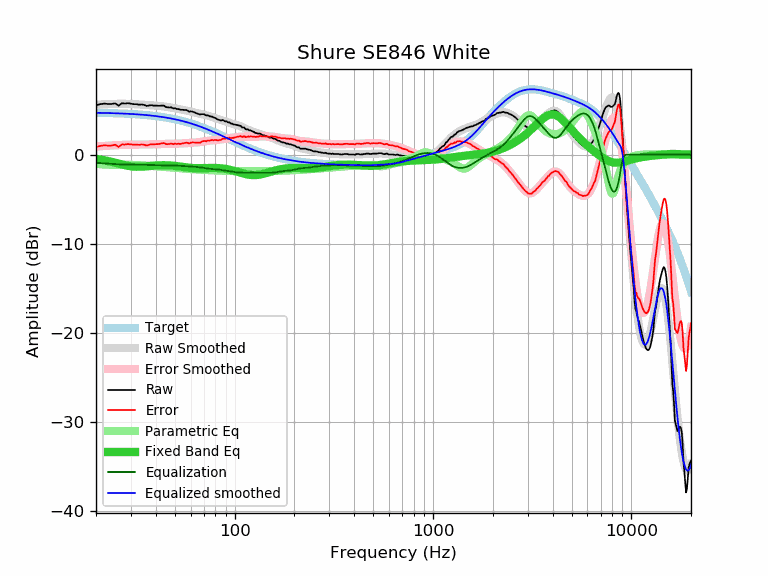 Shure SE846 White
Amplitude (dBr)
0
−10
−20
−30
−40
Target
Raw Smoothed
Error Smoothed
Raw
Error
Parametric Eq
Fixed Band Eq
Equalization
Equalized smoothed
100 1000 10000
Frequency (Hz)